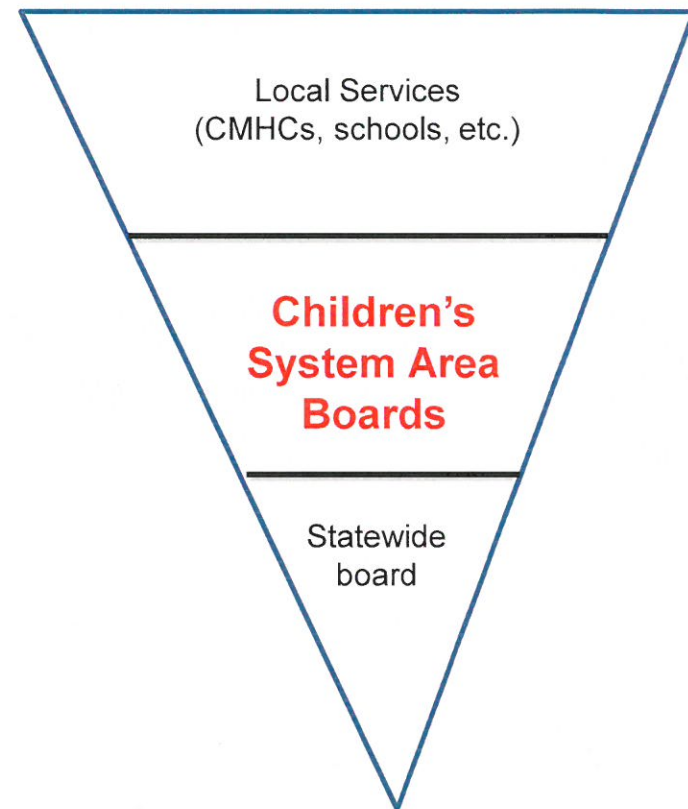 Local Services
(CMHCs, schools, etc.)
Children's
System Area
Boards
Statewide
board